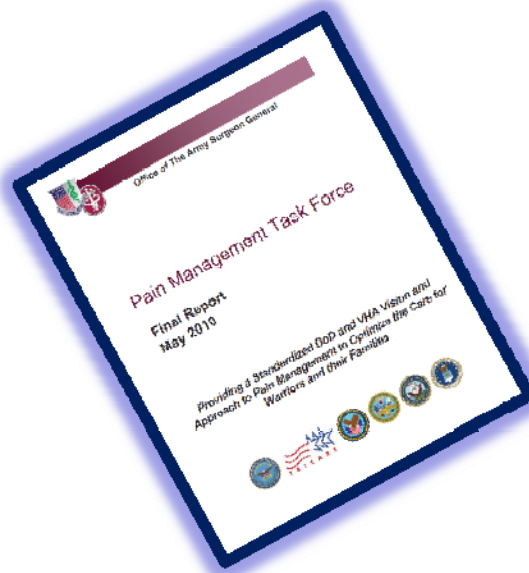 Office of The Army Surgeon General
Pain Management Task Force
Final Report
May 2010
Providing a Standardized DoD and VHA Vision and
Approach to Pain Management to Optimize the Care for
Warriors and their Families
TRICARE